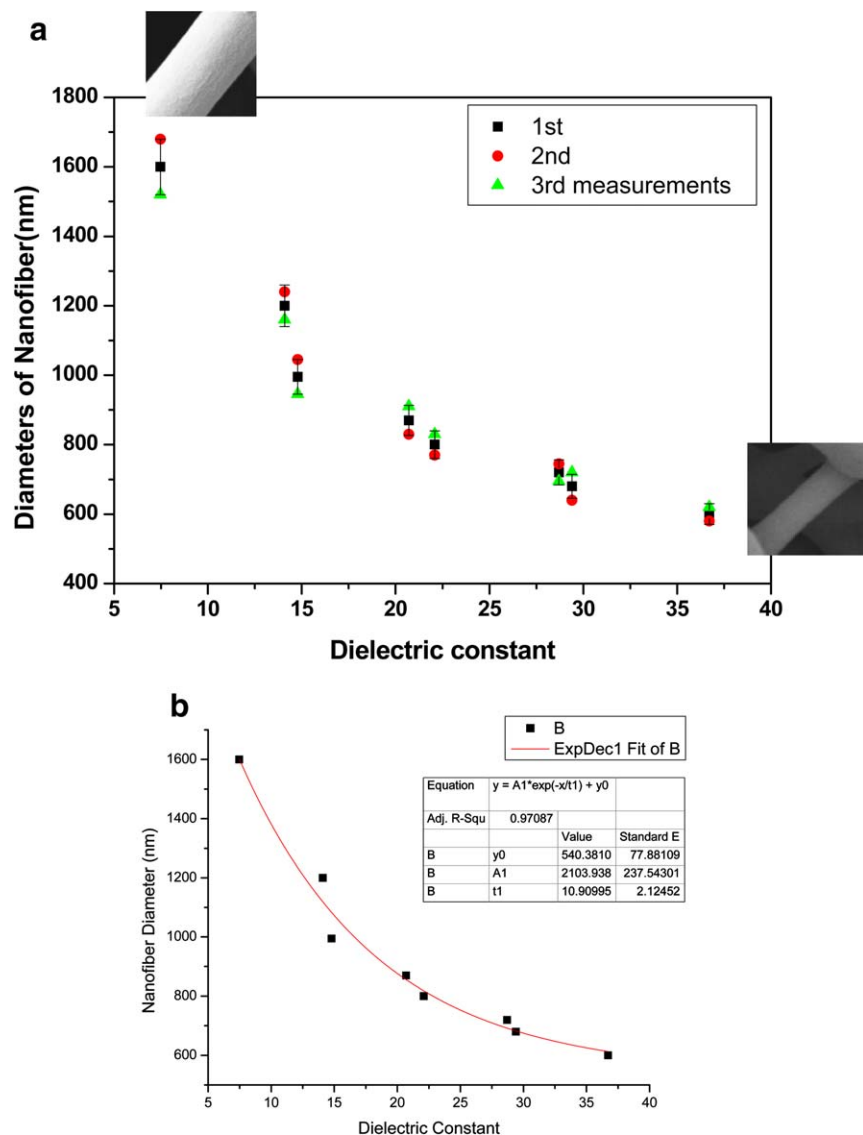 a
1800
1600
1400
1200
1000
800
600
400
5 10 15 20 25 30 35 40
Diameters of Nanofiber(nm)
Dielectric constant
1st
2nd
3rd measurements
b
B
ExpDec1 Fit of B
Equation y = A1*exp(-x/t1) + y0
Adj. R-Squ 0.97087
Value Standard E
B y0 540.3810 77.88109
B A1 2103.938 237.54301
B t1 10.90995 2.12452
1600
1400
1200
1000
800
600
5 10 15 20 25 30 35 40
Nanofiber Diameter (nm)
Dielectric Constant